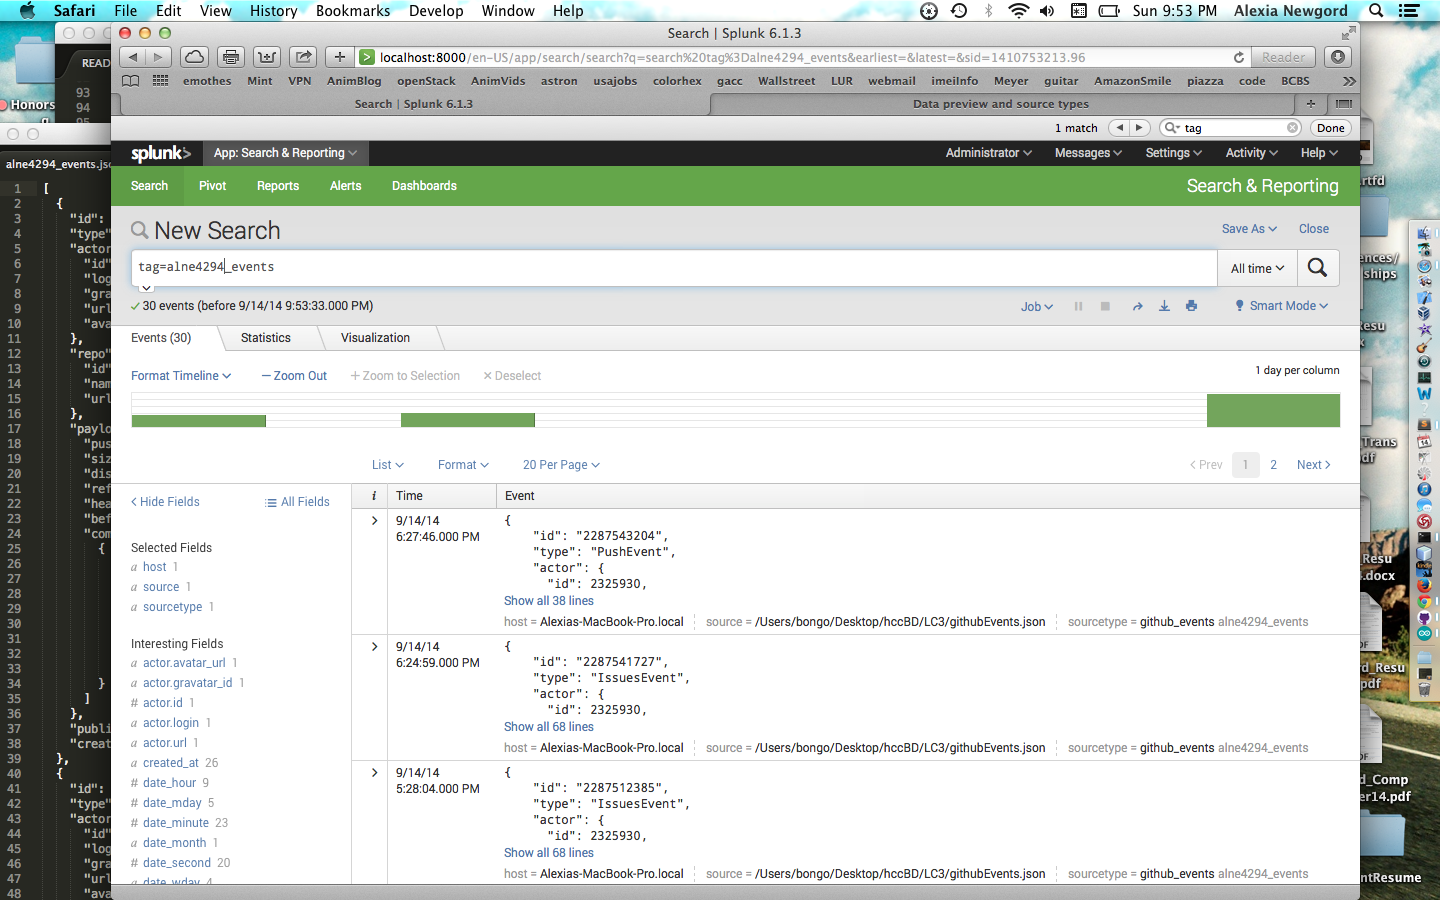 Safari File Edit View History Bookmarks Develop Window Help Sun 9:53 PM Alexia Newgord
Search | Splunk 6.1.3
localhost:8000/en-US/app/search/search?q=search%20tag%3Dalne4294_events&earliest=&latest=&sid=1410753213.96 Reader
emothes Mint VPN AnimBlog openStack AnimVids astron usajobs colorhex gacc Wallstreet LUR webmail imeiInfo Meyer guitar AmazonSmile piazza code BCBS
Search | Splunk 6.1.3 Data preview and source types
1 match tag Done
splunk> App: Search & Reporting Administrator Messages Settings Activity Help
Search Pivot Reports Alerts Dashboards Search & Reporting
New Search Save As Close
tag=alne4294_events All time
30 events (before 9/14/14 9:53:33.000 PM) Job Smart Mode
Events (30) Statistics Visualization
Format Timeline — Zoom Out + Zoom to Selection × Deselect 1 day per column
List Format 20 Per Page < Prev 1 2 Next >
< Hide Fields All Fields
i Time Event
Selected Fields
a host 1
a source 1
a sourcetype 1
Interesting Fields
a actor.avatar_url 1
a actor.gravatar_id 1
# actor.id 1
a actor.login 1
a actor.url 1
a created_at 26
# date_hour 9
# date_mday 5
# date_minute 23
a date_month 1
# date_second 20
a date_wday 4
> 9/14/14
6:27:46.000 PM
{
"id": "2287543204",
"type": "PushEvent",
"actor": {
"id": 2325930,
Show all 38 lines
host = Alexias-MacBook-Pro.local source = /Users/bongo/Desktop/hccBD/LC3/githubEvents.json sourcetype = github_events alne4294_events
> 9/14/14
6:24:59.000 PM
{
"id": "2287541727",
"type": "IssuesEvent",
"actor": {
"id": 2325930,
Show all 68 lines
host = Alexias-MacBook-Pro.local source = /Users/bongo/Desktop/hccBD/LC3/githubEvents.json sourcetype = github_events alne4294_events
> 9/14/14
5:28:04.000 PM
{
"id": "2287512385",
"type": "IssuesEvent",
"actor": {
"id": 2325930,
Show all 68 lines
host = Alexias-MacBook-Pro.local source = /Users/bongo/Desktop/hccBD/LC3/githubEvents.json sourcetype = github_events alne4294_events
READ
93
94
Honors
alne4294_events.jso
1 [
2 {
3 "id":
4 "type"
5 "actor
6 "id"
7 "log
8 "gra
9 "url
10 "ava
11 },
12 "repo"
13 "id"
14 "nam
15 "url
16 },
17 "paylo
18 "pus
19 "siz
20 "dis
21 "ref
22 "hea
23 "bef
24 "com
25 {
26
27
28
29
30
31
32
33
34 }
35 ]
36 },
37 "publi
38 "creat
39 },
40 {
41 "id":
42 "type"
43 "actor
44 "id"
45 "log
46 "gra
47 "url
48 "ava
rtfd
ences/
ships
esu
x
Trans
df
_Resu
.docx
rd_Resu
pdf
d_Comp
er14.pdf
ntResume